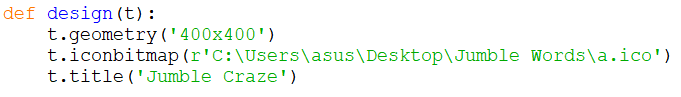 def design(t):
    t.geometry('400x400')
    t.iconbitmap(r'C:\Users\asus\Desktop\Jumble Words\a.ico')
    t.title('Jumble Craze')